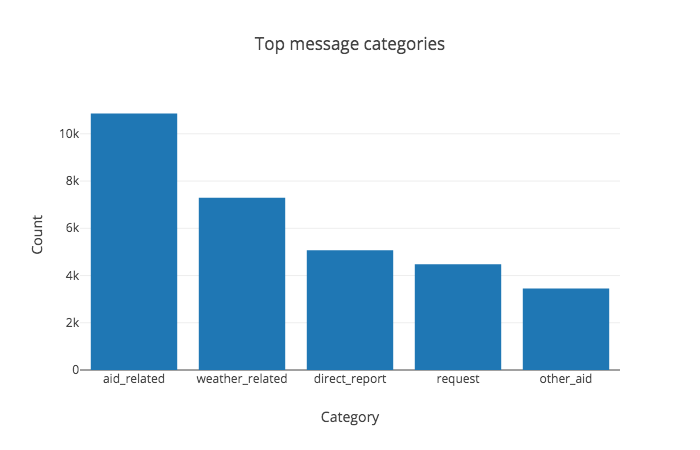 Top message categories
10k
8k
6k
4k
2k
0
Count
aid_related weather_related direct_report request other_aid
Category